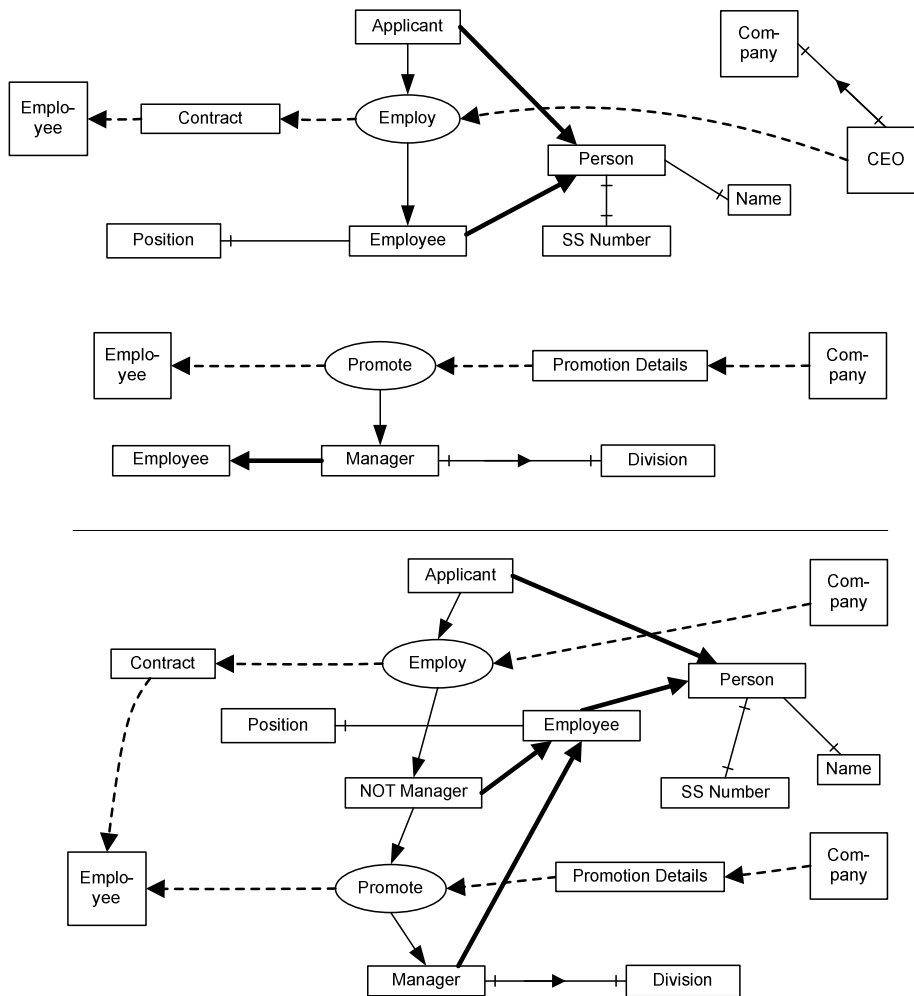 Applicant
Com-
pany
Emplo-
yee
Contract
Employ
Person
CEO
Name
Position
Employee
SS Number
Emplo-
yee
Promote
Promotion Details
Com-
pany
Employee
Manager
Division
Applicant
Com-
pany
Contract
Employ
Person
Position
Employee
Name
NOT Manager
SS Number
Emplo-
yee
Promote
Promotion Details
Com-
pany
Manager
Division